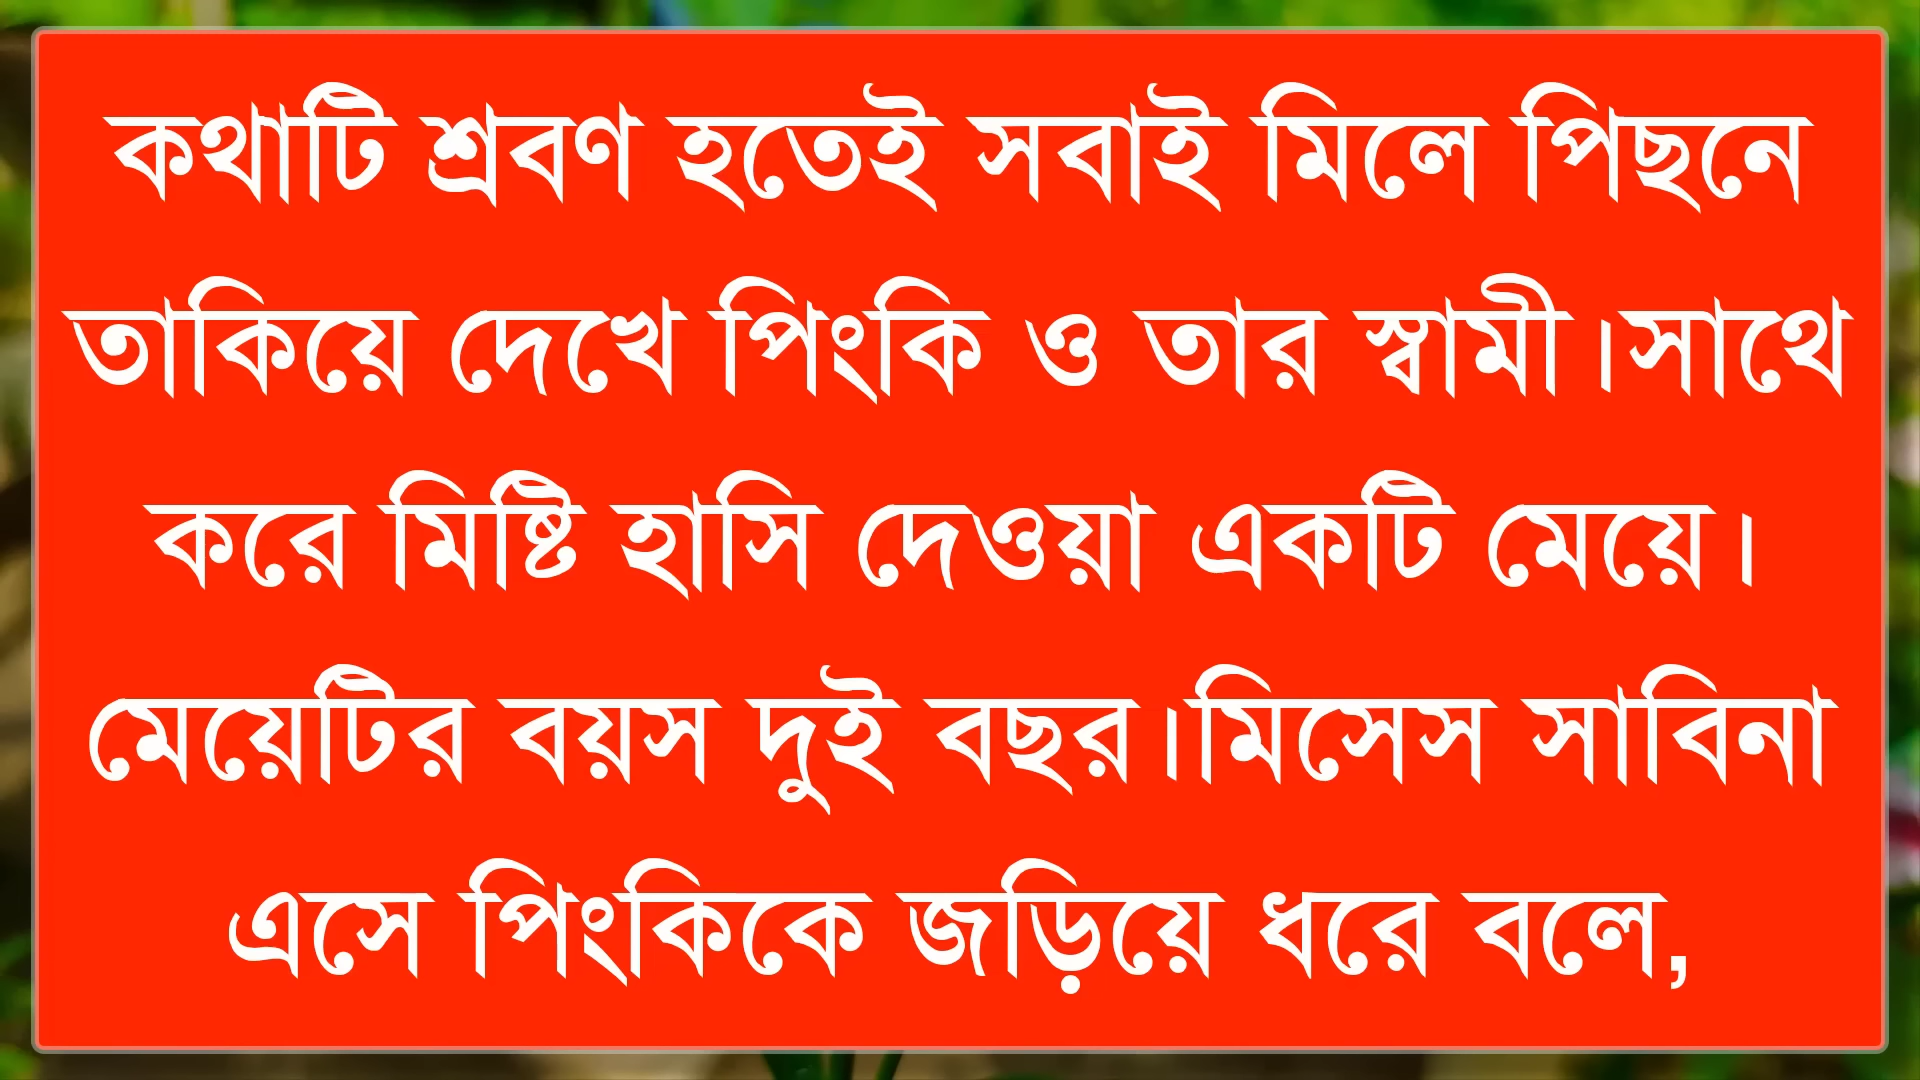 কথাটি শ্রবণ হতেই সবাই মিলে পিছনে
তাকিয়ে দেখে পিংকি ও তার স্বামী।সাথে
করে মিষ্টি হাসি দেওয়া একটি মেয়ে।
মেয়েটির বয়স দুই বছর।মিসেস সাবিনা
এসে পিংকিকে জড়িয়ে ধরে বলে,